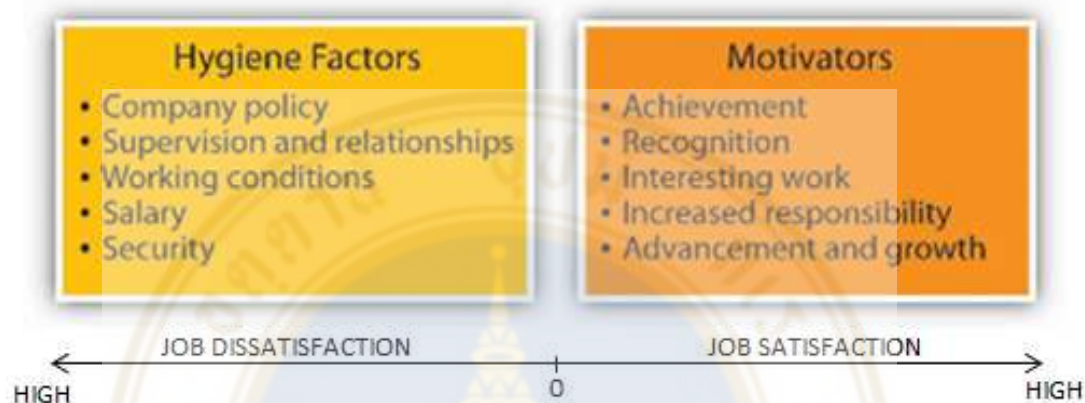 Hygiene Factors
• Company policy
• Supervision and relationships
• Working conditions
• Salary
• Security
Motivators
• Achievement
• Recognition
• Interesting work
• Increased responsibility
• Advancement and growth
JOB DISSATISFACTION
JOB SATISFACTION
HIGH
0
HIGH